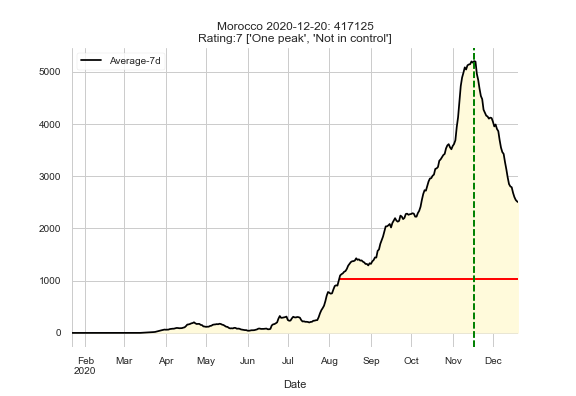 Morocco 2020-12-20: 417125
Rating:7 ['One peak', 'Not in control']
Average-7d
5000
4000
3000
2000
1000
0
Feb Mar Apr May Jun Jul Aug Sep Oct Nov Dec
2020
Date